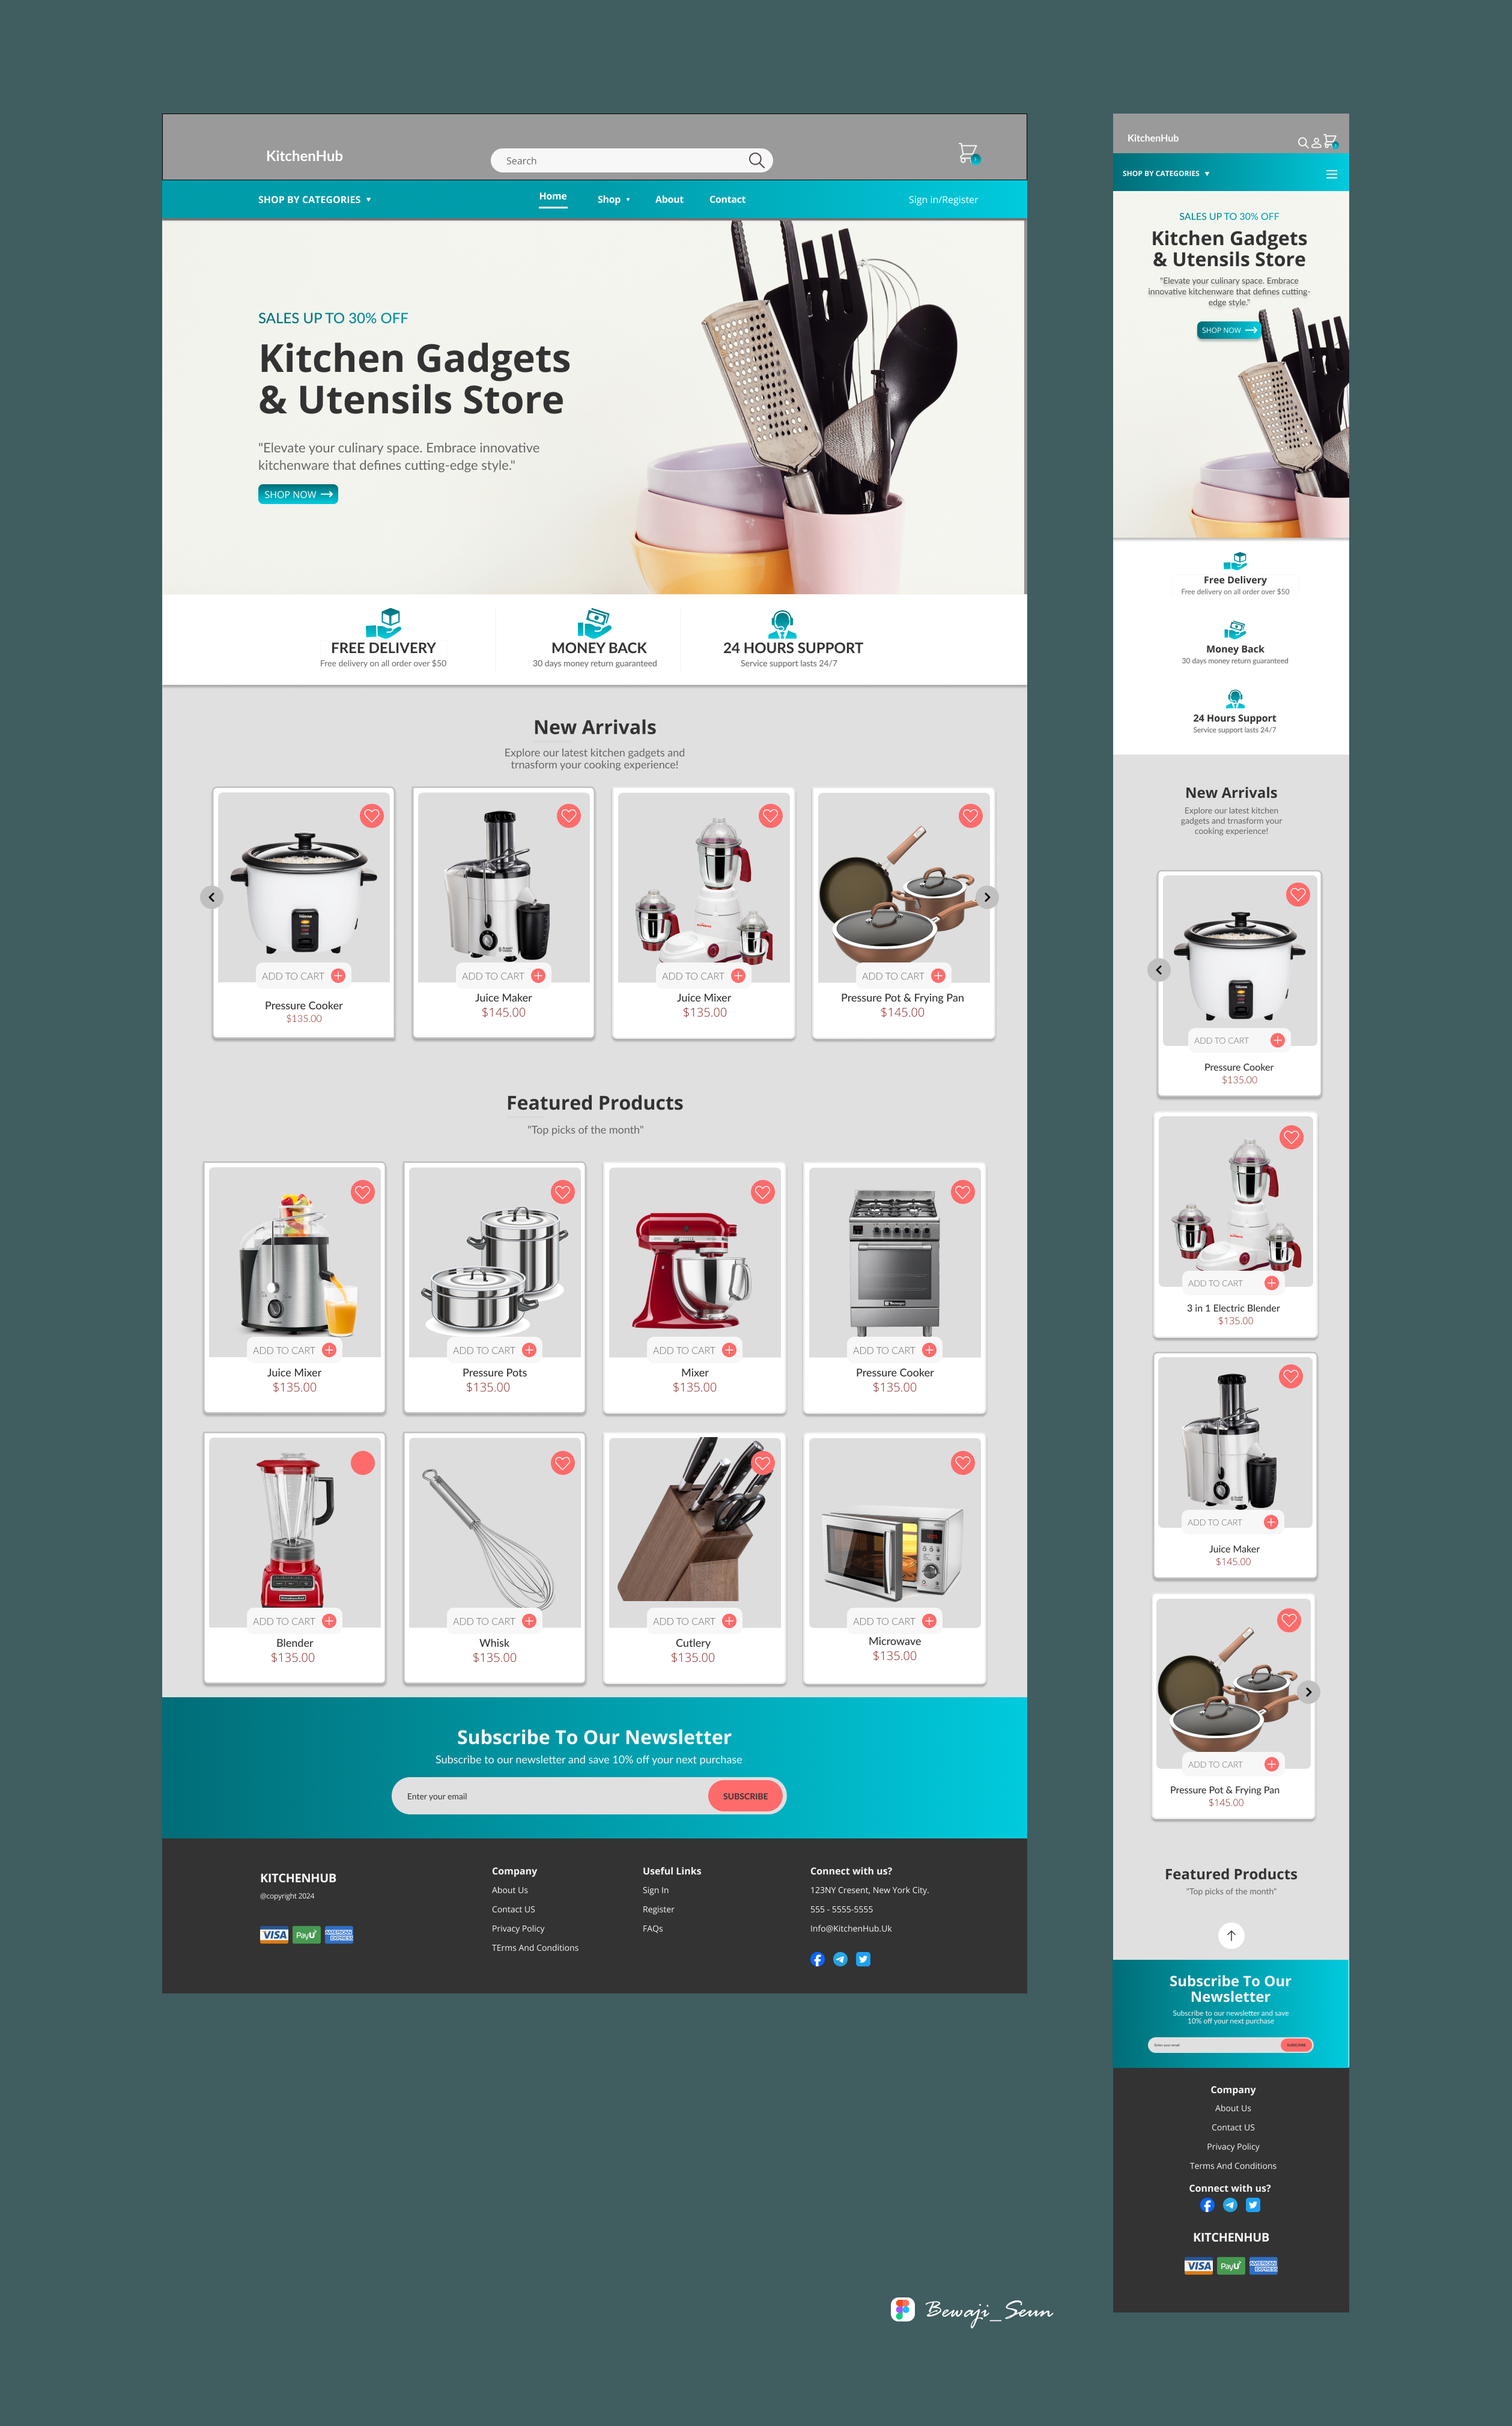 KitchenHub
Search
SHOP BY CATEGORIES
Home
Shop
About
Contact
Sign in/Register
SALES UP TO 30% OFF
Kitchen Gadgets
& Utensils Store
"Elevate your culinary space. Embrace innovative
kitchenware that defines cutting-edge style."
SHOP NOW
FREE DELIVERY
Free delivery on all order over $50
MONEY BACK
30 days money return guaranteed
24 HOURS SUPPORT
Service support lasts 24/7
New Arrivals
Explore our latest kitchen gadgets and
trnasform your cooking experience!
ADD TO CART
Pressure Cooker
$135.00
ADD TO CART
Juice Maker
$145.00
ADD TO CART
Juice Mixer
$135.00
ADD TO CART
Pressure Pot & Frying Pan
$145.00
Featured Products
"Top picks of the month"
ADD TO CART
Juice Mixer
$135.00
ADD TO CART
Pressure Pots
$135.00
ADD TO CART
Mixer
$135.00
ADD TO CART
Pressure Cooker
$135.00
ADD TO CART
Blender
$135.00
ADD TO CART
Whisk
$135.00
ADD TO CART
Cutlery
$135.00
ADD TO CART
Microwave
$135.00
Subscribe To Our Newsletter
Subscribe to our newsletter and save 10% off your next purchase
Enter your email
SUBSCRIBE
KITCHENHUB
@copyright 2024
VISA
PayU
AMERICAN
EXPRESS
Company
About Us
Contact US
Privacy Policy
TErms And Conditions
Useful Links
Sign In
Register
FAQs
Connect with us?
123NY Cresent, New York City.
555 - 5555-5555
Info@KitchenHub.Uk
KitchenHub
SHOP BY CATEGORIES
SALES UP TO 30% OFF
Kitchen Gadgets
& Utensils Store
"Elevate your culinary space. Embrace
innovative kitchenware that defines cutting-
edge style."
SHOP NOW
Free Delivery
Free delivery on all order over $50
Money Back
30 days money return guaranteed
24 Hours Support
Service support lasts 24/7
New Arrivals
Explore our latest kitchen
gadgets and trnasform your
cooking experience!
ADD TO CART
Pressure Cooker
$135.00
ADD TO CART
3 in 1 Electric Blender
$135.00
ADD TO CART
Juice Maker
$145.00
ADD TO CART
Pressure Pot & Frying Pan
$145.00
Featured Products
"Top picks of the month"
Subscribe To Our
Newsletter
Subscribe to our newsletter and save
10% off your next purchase
Enter your email
SUBSCRIBE
Company
About Us
Contact US
Privacy Policy
Terms And Conditions
Connect with us?
KITCHENHUB
VISA
PayU
AMERICAN
EXPRESS
Bewaji_Seun